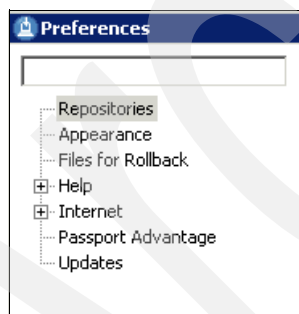 Preferences
Repositories
Appearance
Files for Rollback
Help
Internet
Passport Advantage
Updates